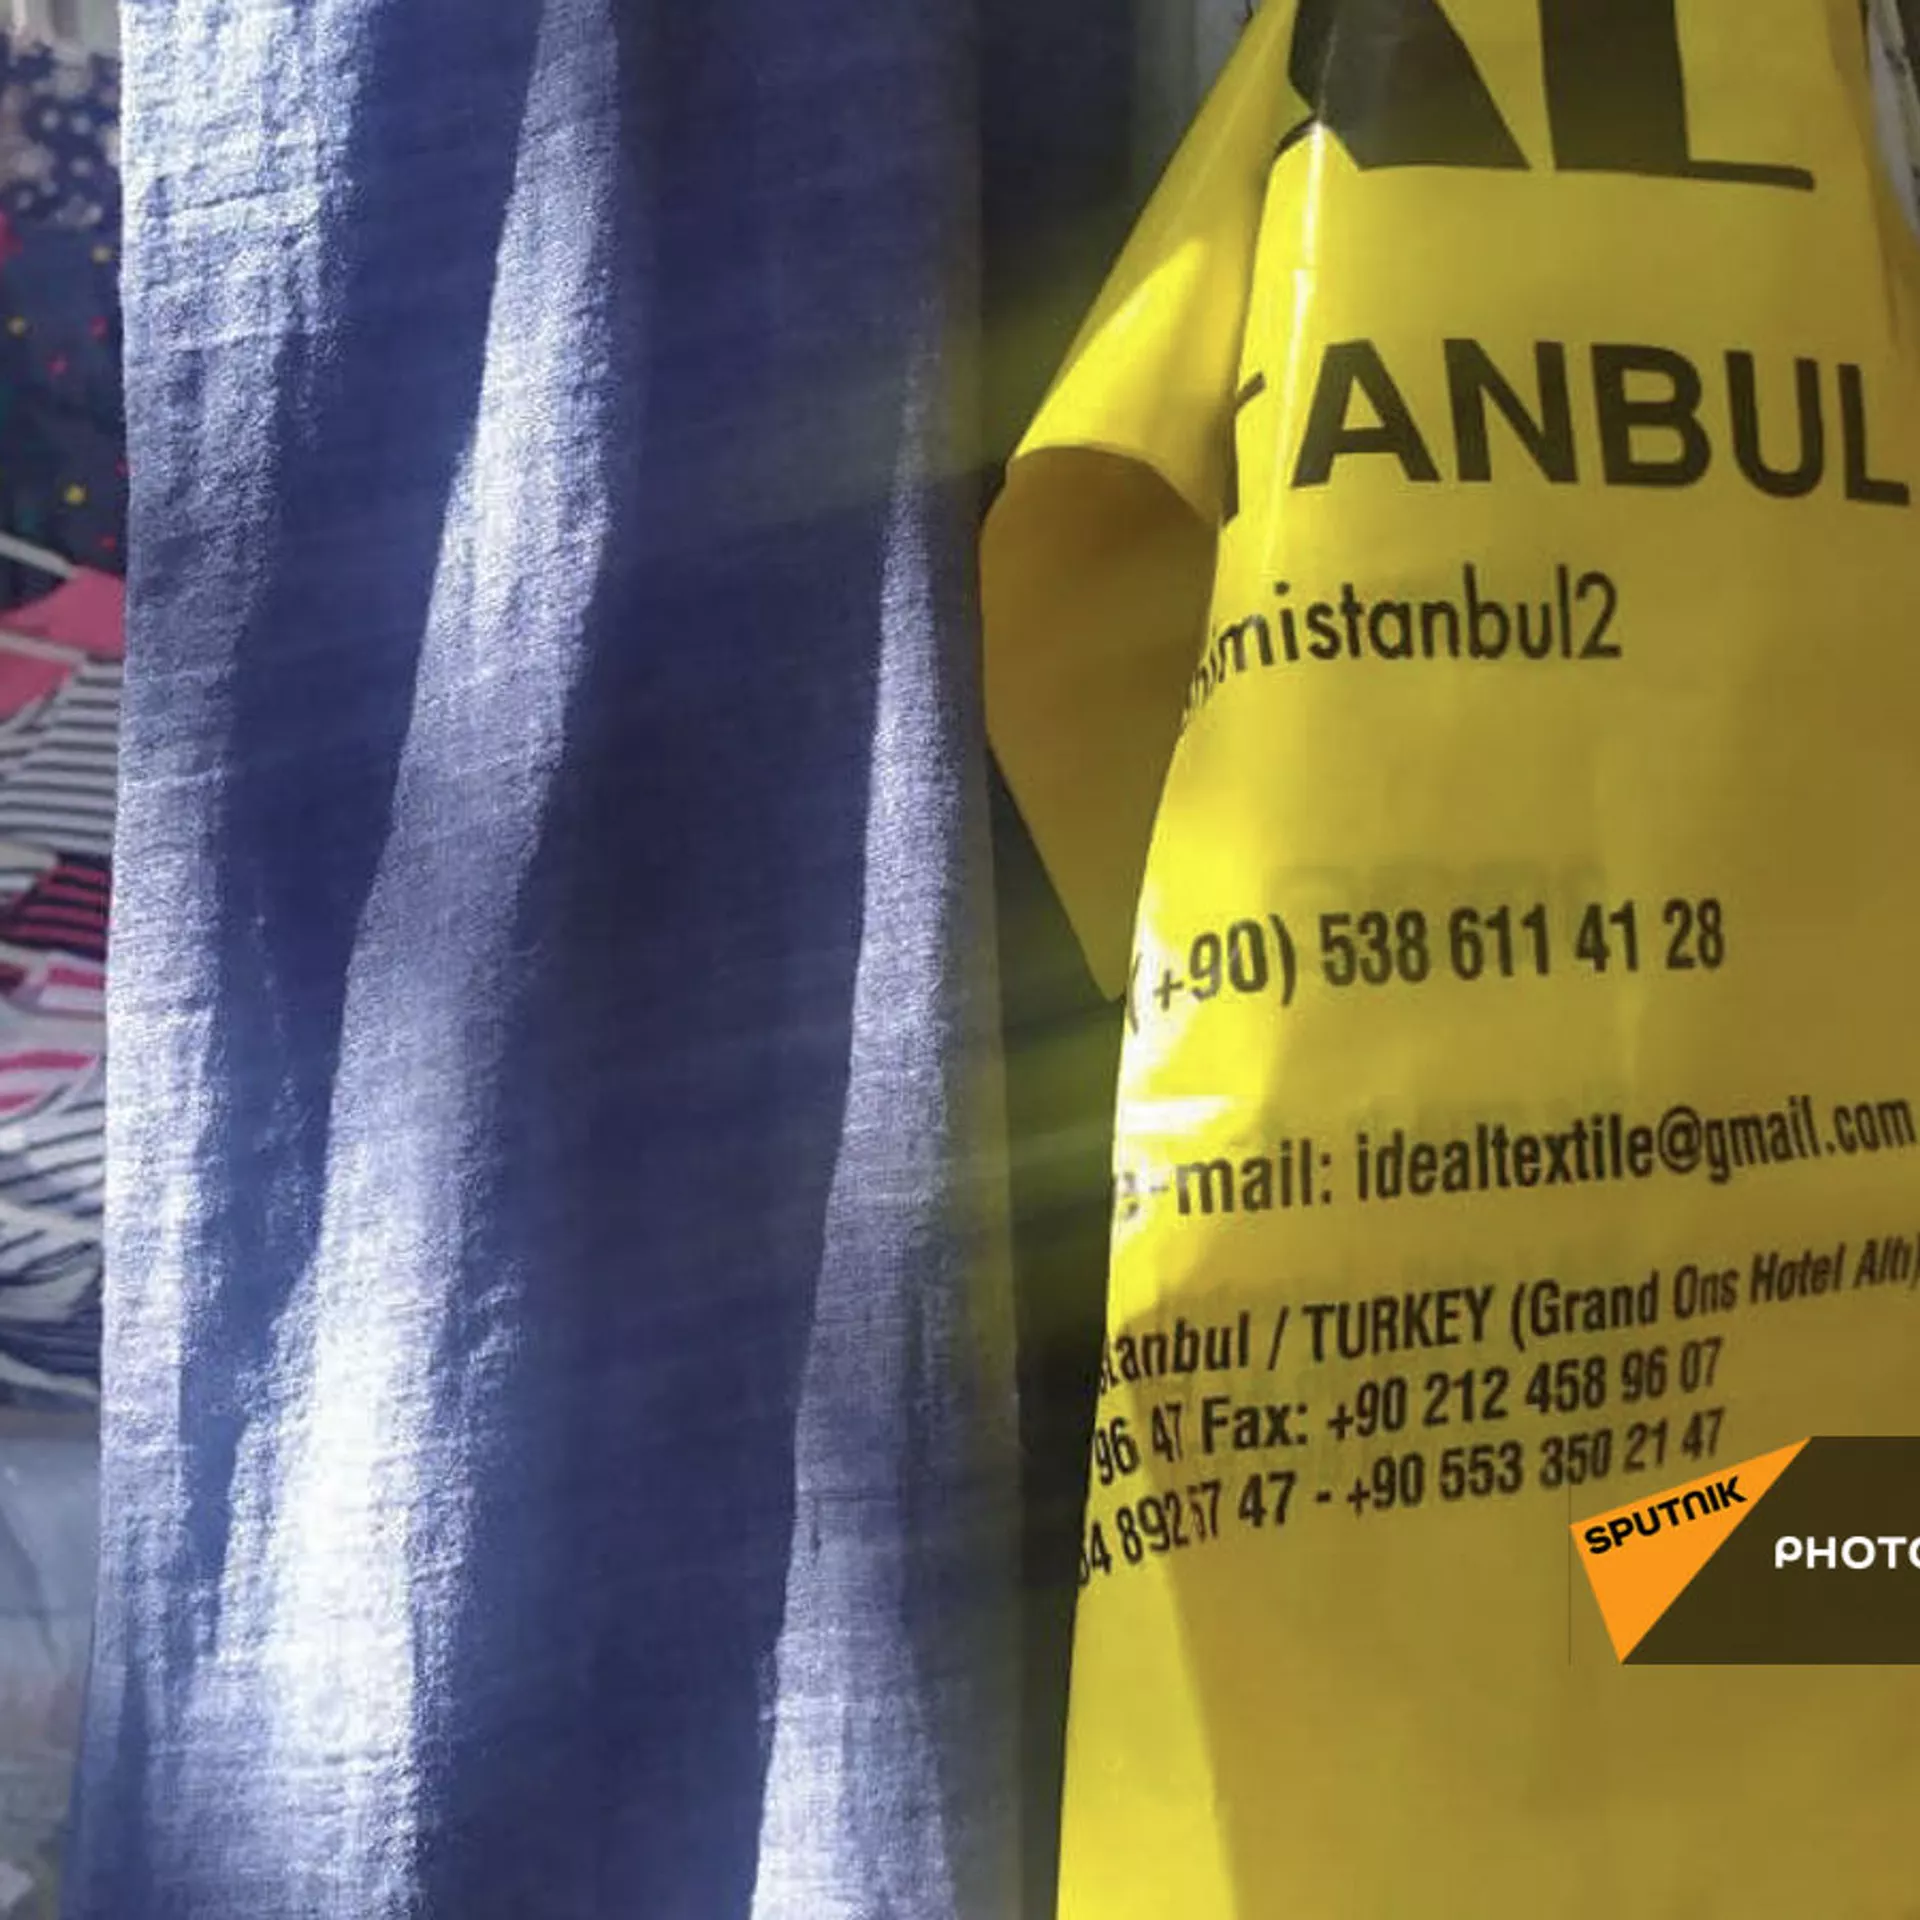 ANBUL
mistanbul2
(+90) 538 611 41 28
e-mail: idealtextile@gmail.com
stanbul / TURKEY (Grand Ons Hotel Altı)
96 47 Fax: +90 212 458 96 07
47 - +90 553 350 21 47
SPUTNIK
PHOTO